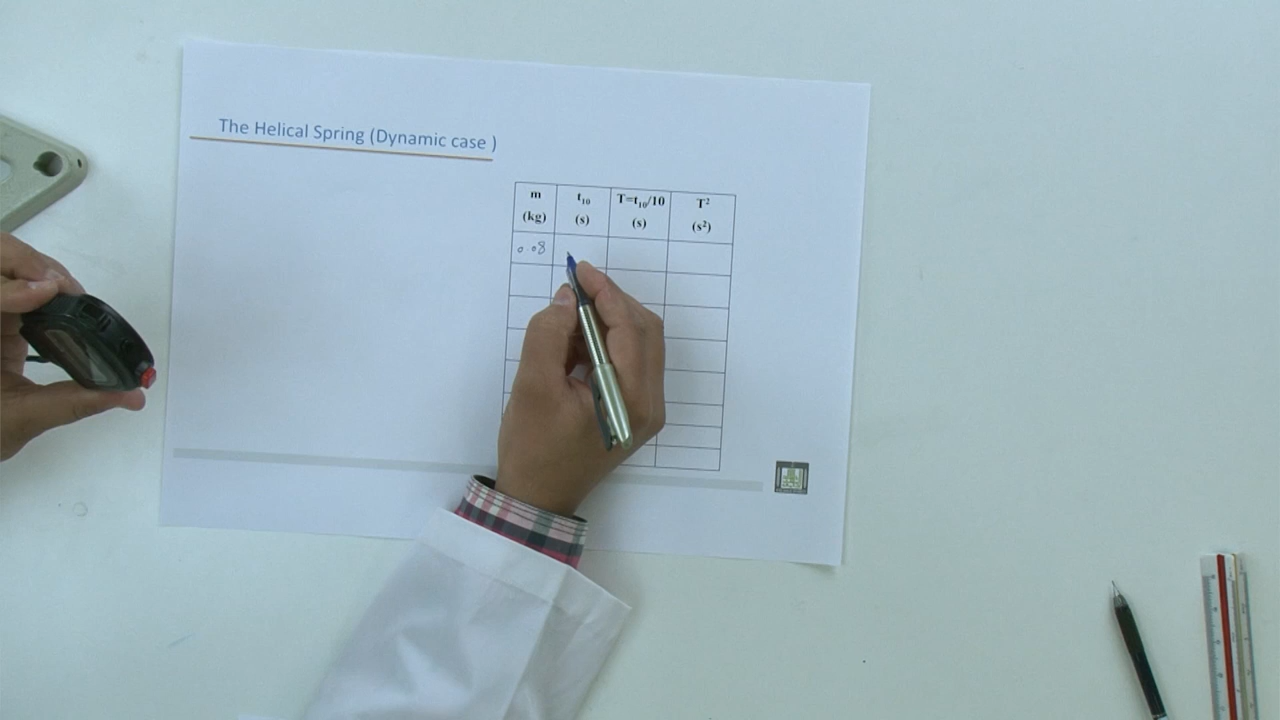 The Helical Spring (Dynamic case )
m t₁₀ T=t₁₀/10 T²
(kg) (s) (s) (s²)
0.08